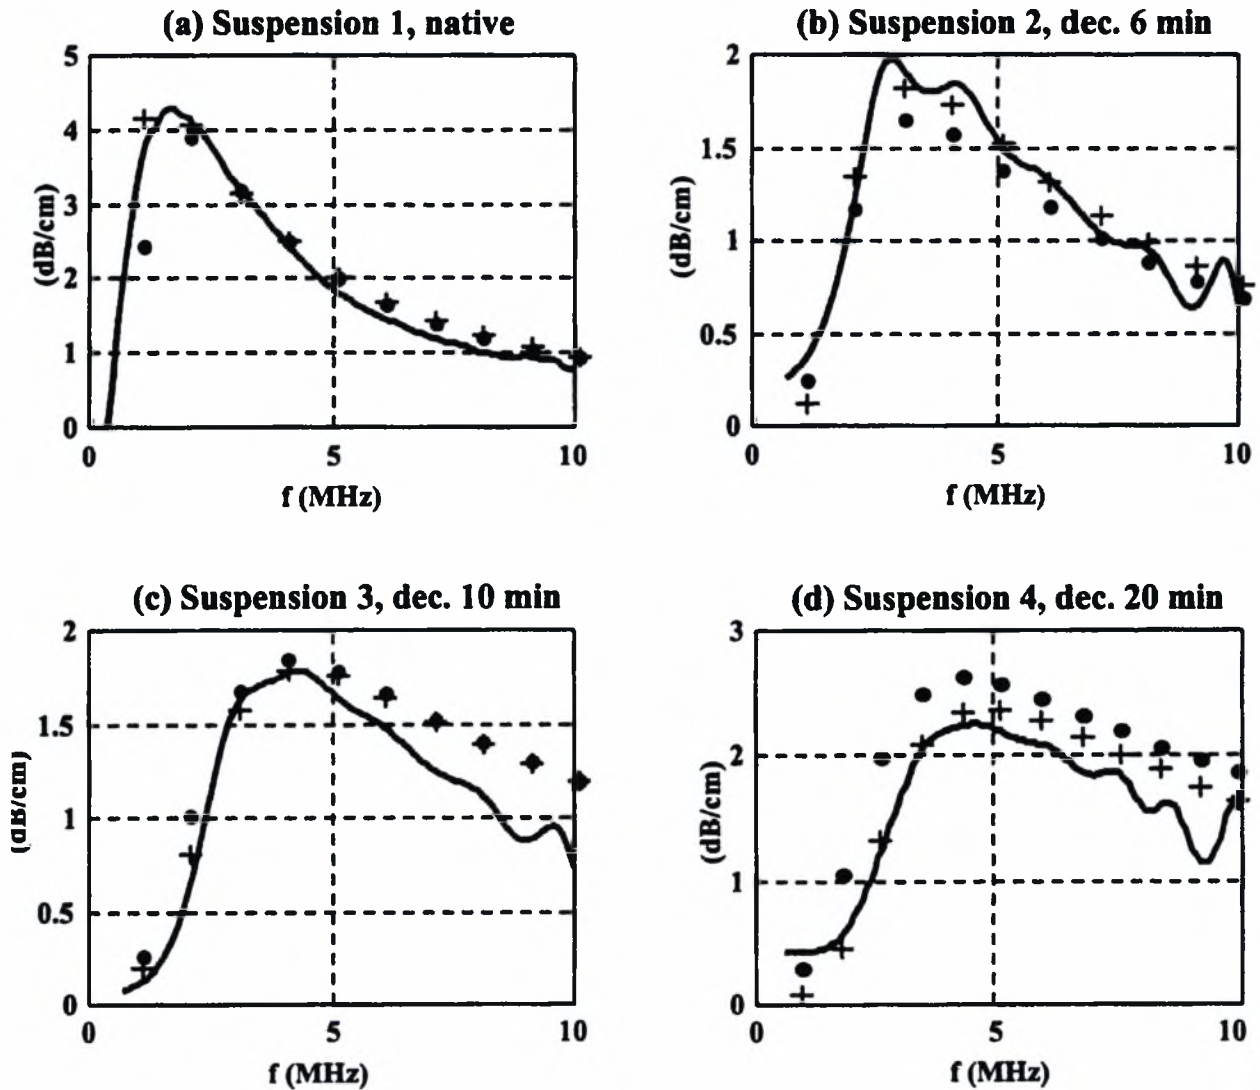 (a) Suspension 1, native
5
4
3
2
1
0
(dB/cm)
0 5 10
f (MHz)
(b) Suspension 2, dec. 6 min
2
1.5
1
0.5
0
(dB/cm)
0 5 10
f (MHz)
(c) Suspension 3, dec. 10 min
2
1.5
1
0.5
0
(dB/cm)
0 5 10
f (MHz)
(d) Suspension 4, dec. 20 min
3
2
1
0
(dB/cm)
0 5 10
f (MHz)